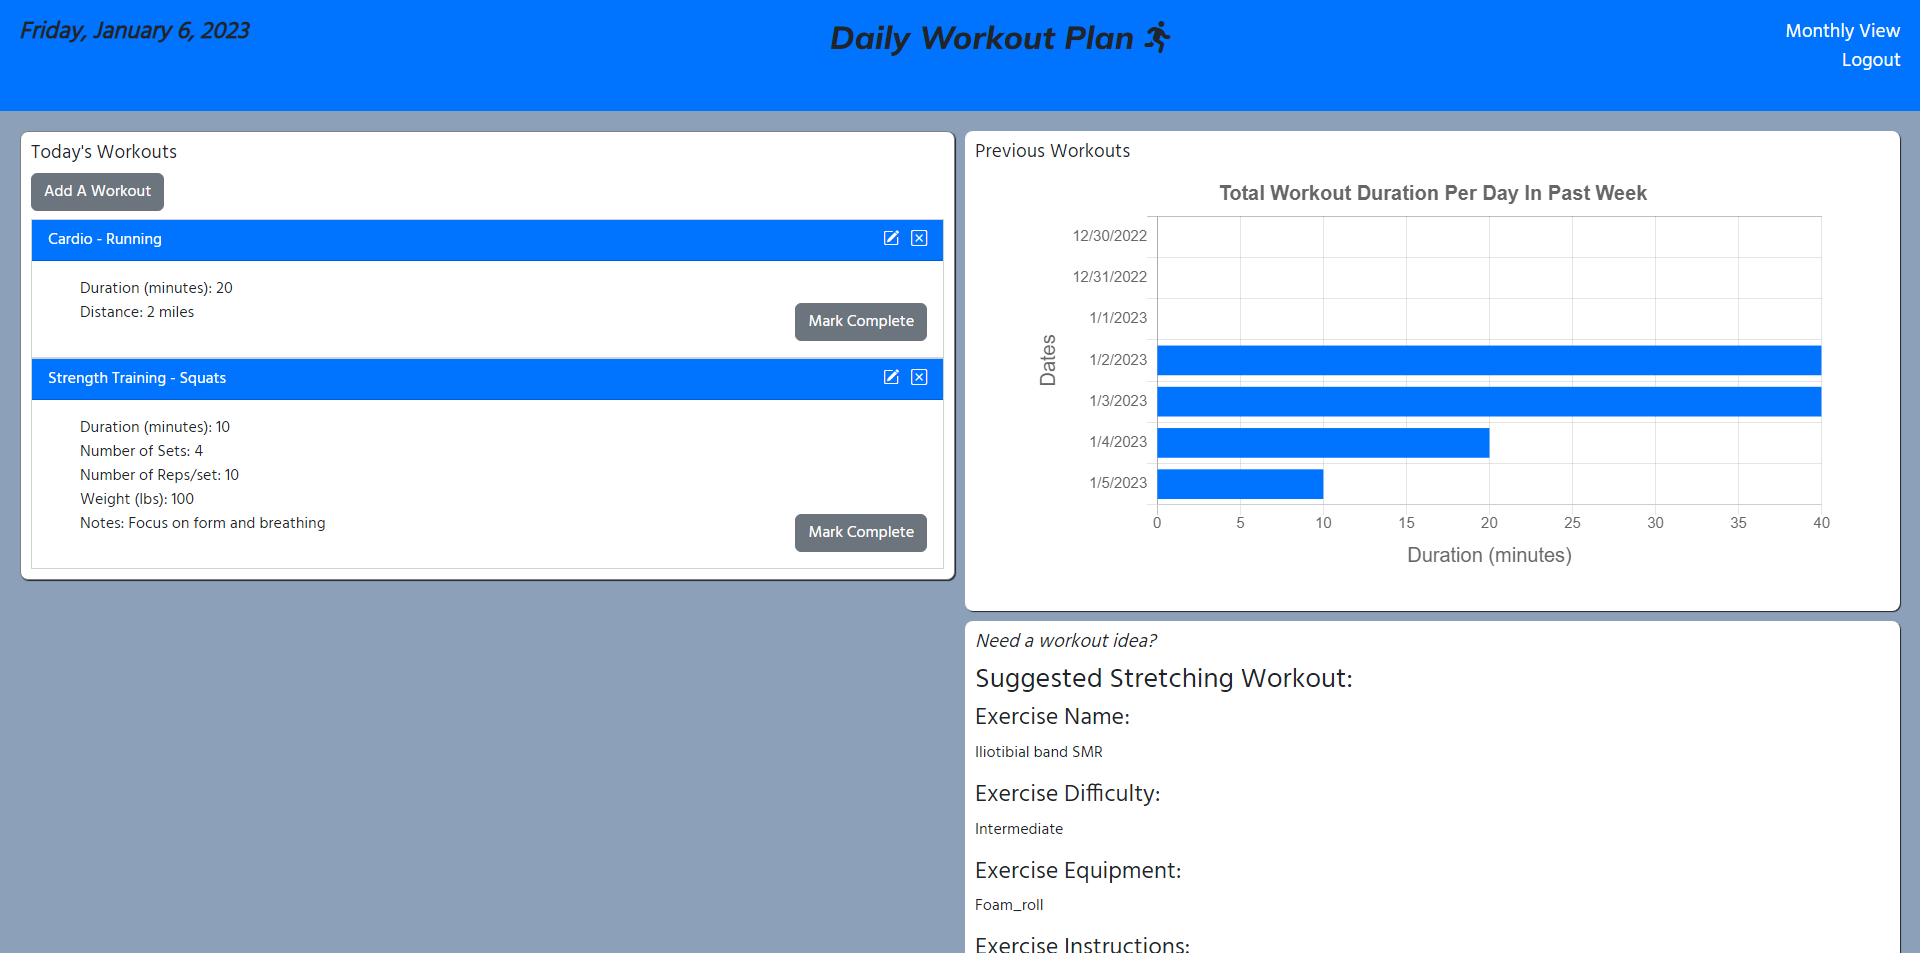 Friday, January 6, 2023
Daily Workout Plan
Monthly View
Logout
Today's Workouts
Add A Workout
Cardio - Running
Duration (minutes): 20
Distance: 2 miles
Mark Complete
Strength Training - Squats
Duration (minutes): 10
Number of Sets: 4
Number of Reps/set: 10
Weight (lbs): 100
Notes: Focus on form and breathing
Mark Complete
Previous Workouts
Total Workout Duration Per Day In Past Week
Dates
12/30/2022
12/31/2022
1/1/2023
1/2/2023
1/3/2023
1/4/2023
1/5/2023
0 5 10 15 20 25 30 35 40
Duration (minutes)
Need a workout idea?
Suggested Stretching Workout:
Exercise Name:
Iliotibial band SMR
Exercise Difficulty:
Intermediate
Exercise Equipment:
Foam_roll
Exercise Instructions: